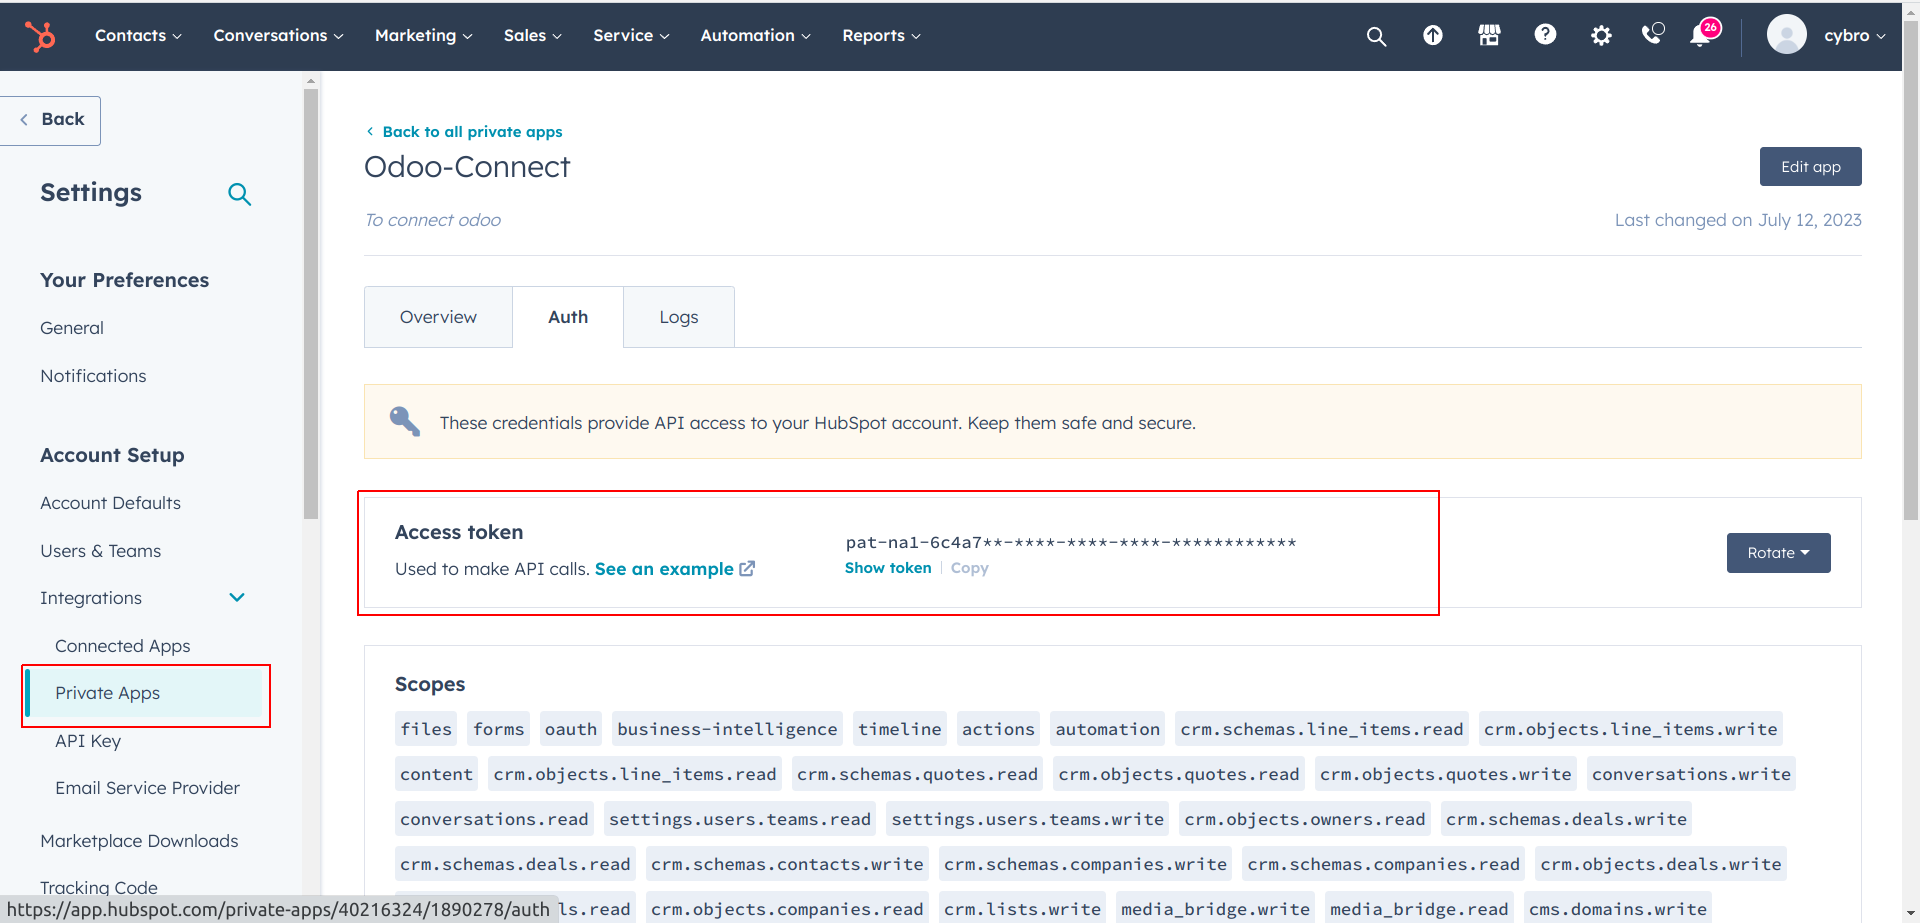 Contacts Conversations Marketing Sales Service Automation Reports 26 cybro
Back
Settings
Your Preferences
General
Notifications
Account Setup
Account Defaults
Users & Teams
Integrations
Connected Apps
Private Apps
API Key
Email Service Provider
Marketplace Downloads
Tracking Code
https://app.hubspot.com/private-apps/40216324/1890278/auth
Back to all private apps
Odoo-Connect
Edit app
To connect odoo
Last changed on July 12, 2023
Overview Auth Logs
These credentials provide API access to your HubSpot account. Keep them safe and secure.
Access token
Used to make API calls. See an example
pat-na1-6c4a7**-****-****-****-************
Show token Copy
Rotate
Scopes
files forms oauth business-intelligence timeline actions automation crm.schemas.line_items.read crm.objects.line_items.write
content crm.objects.line_items.read crm.schemas.quotes.read crm.objects.quotes.read crm.objects.quotes.write conversations.write
conversations.read settings.users.teams.read settings.users.teams.write crm.objects.owners.read crm.schemas.deals.write
crm.schemas.deals.read crm.schemas.contacts.write crm.schemas.companies.write crm.schemas.companies.read crm.objects.deals.write
ls.read crm.objects.companies.read crm.lists.write media_bridge.write media_bridge.read cms.domains.write